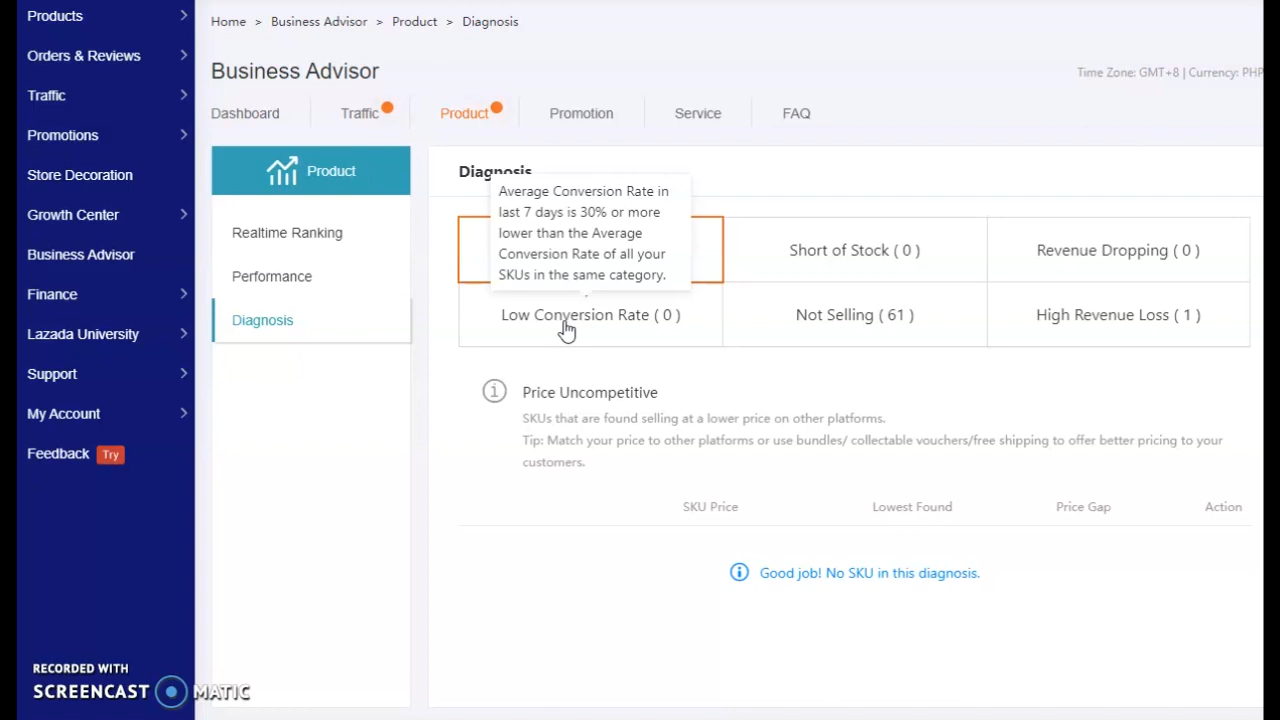 Products
Orders & Reviews
Traffic
Promotions
Store Decoration
Growth Center
Business Advisor
Finance
Lazada University
Support
My Account
Feedback Try
RECORDED WITH
SCREENCAST MATIC
Home > Business Advisor > Product > Diagnosis
Business Advisor
Time Zone: GMT+8 | Currency: PHP
Dashboard Traffic Product Promotion Service FAQ
Product
Realtime Ranking
Performance
Diagnosis
Diagnosis
Average Conversion Rate in
last 7 days is 30% or more
lower than the Average
Conversion Rate of all your
SKUs in the same category.
Short of Stock ( 0 ) Revenue Dropping ( 0 )
Low Conversion Rate ( 0 ) Not Selling ( 61 ) High Revenue Loss ( 1 )
Price Uncompetitive
SKUs that are found selling at a lower price on other platforms.
Tip: Match your price to other platforms or use bundles/ collectable vouchers/free shipping to offer better pricing to your
customers.
SKU Price Lowest Found Price Gap Action
Good job! No SKU in this diagnosis.